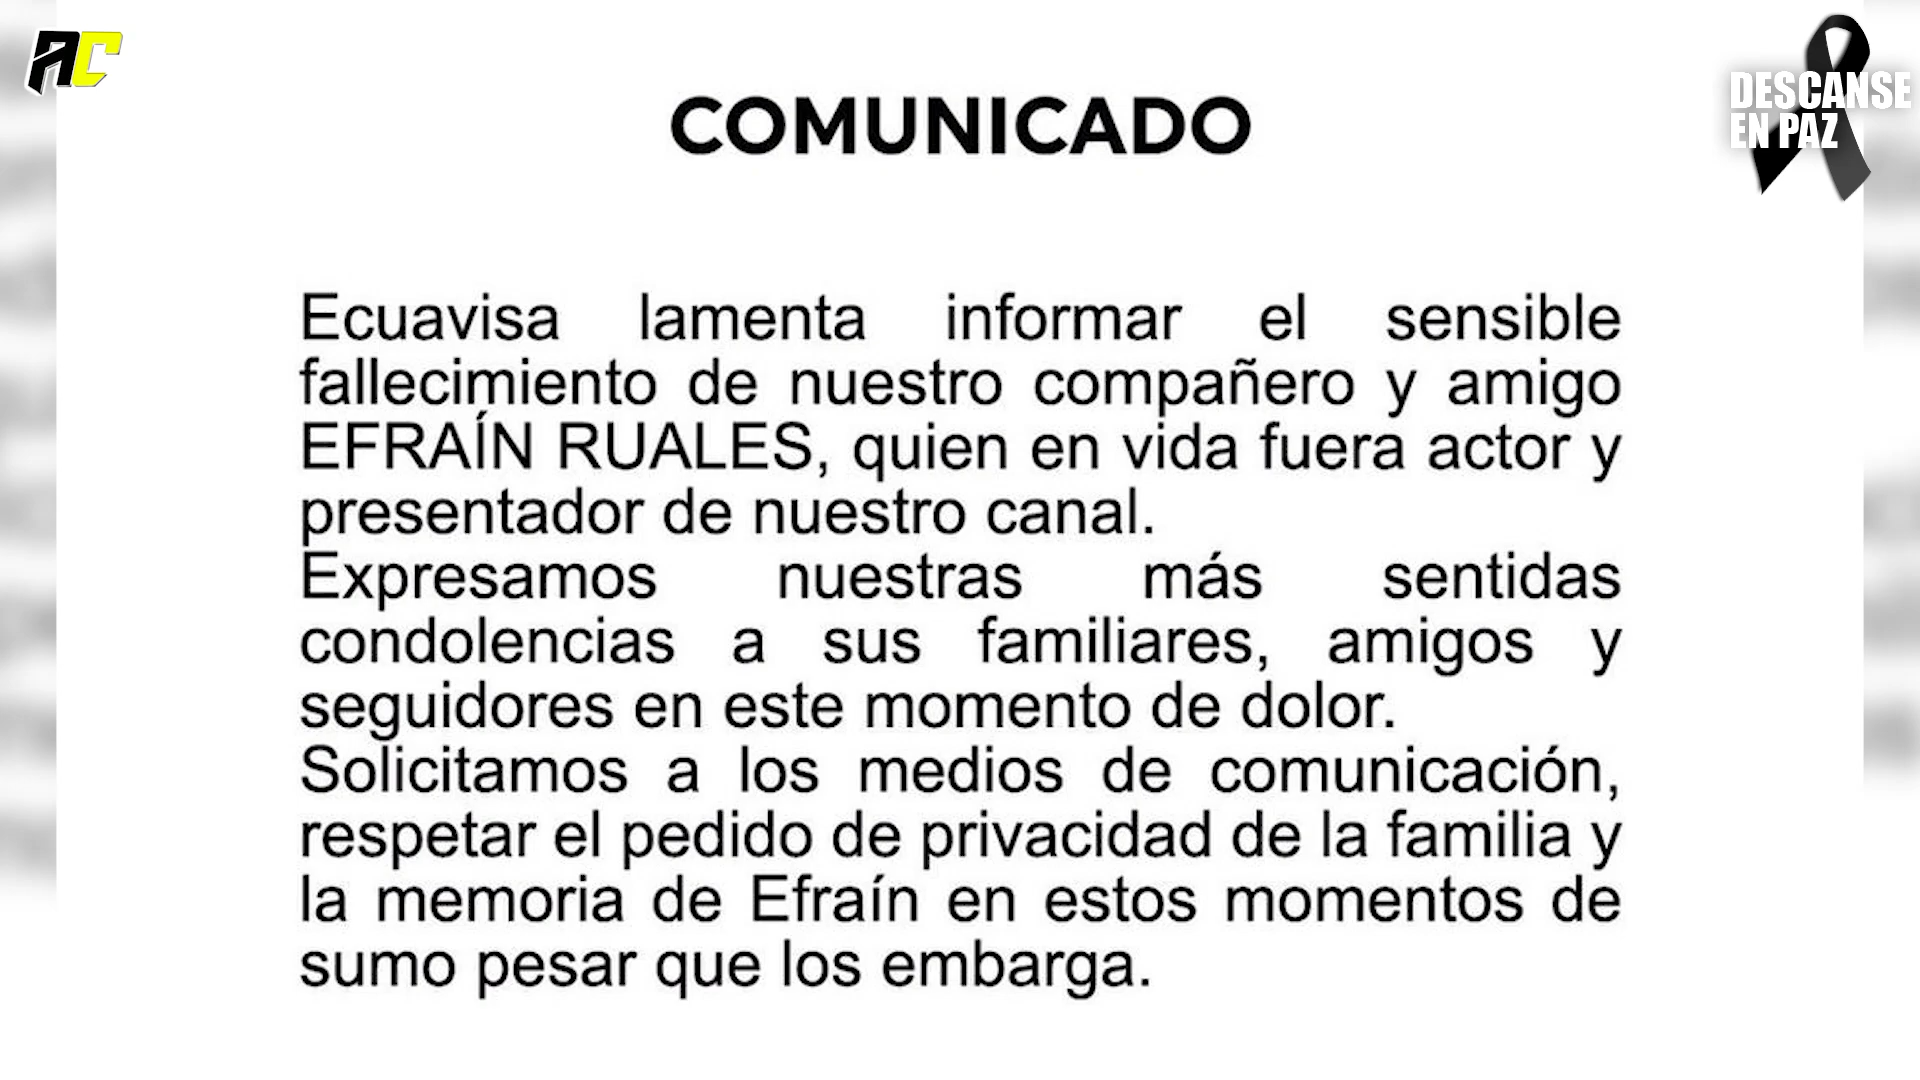 AC
DESCANSE
EN PAZ
COMUNICADO
Ecuavisa lamenta informar el sensible
fallecimiento de nuestro compañero y amigo
EFRAÍN RUALES, quien en vida fuera actor y
presentador de nuestro canal.
Expresamos nuestras más sentidas
condolencias a sus familiares, amigos y
seguidores en este momento de dolor.
Solicitamos a los medios de comunicación,
respetar el pedido de privacidad de la familia y
la memoria de Efraín en estos momentos de
sumo pesar que los embarga.